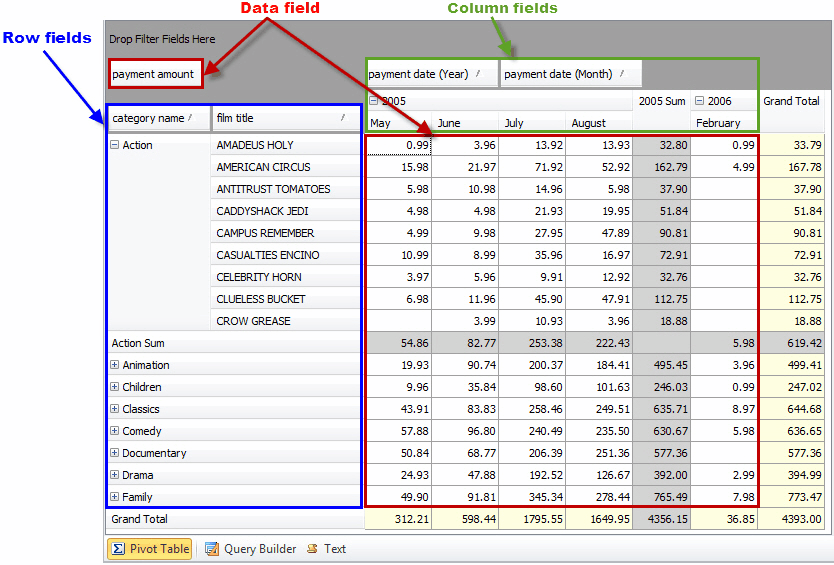 Data field
Column fields
Row fields
Drop Filter Fields Here
payment amount
payment date (Year) payment date (Month)
2005 2005 Sum 2006 Grand Total
category name film title
May June July August February
Action AMADEUS HOLY 0.99 3.96 13.92 13.93 32.80 0.99 33.79
AMERICAN CIRCUS 15.98 21.97 71.92 52.92 162.79 4.99 167.78
ANTITRUST TOMATOES 5.98 10.98 14.96 5.98 37.90 37.90
CADDYSHACK JEDI 4.98 4.98 21.93 19.95 51.84 51.84
CAMPUS REMEMBER 4.99 9.98 27.95 47.89 90.81 90.81
CASUALTIES ENCINO 10.99 8.99 35.96 16.97 72.91 72.91
CELEBRITY HORN 3.97 5.96 9.91 12.92 32.76 32.76
CLUELESS BUCKET 6.98 11.96 45.90 47.91 112.75 112.75
CROW GREASE 3.99 10.93 3.96 18.88 18.88
Action Sum 54.86 82.77 253.38 222.43 5.98 619.42
Animation 19.93 90.74 200.37 184.41 495.45 3.96 499.41
Children 9.96 35.84 98.60 101.63 246.03 0.99 247.02
Classics 43.91 83.83 258.46 249.51 635.71 8.97 644.68
Comedy 57.88 96.80 240.49 235.50 630.67 5.98 636.65
Documentary 50.84 68.77 206.39 251.36 577.36 577.36
Drama 24.93 47.88 192.52 126.67 392.00 2.99 394.99
Family 49.90 91.81 345.34 278.44 765.49 7.98 773.47
Grand Total 312.21 598.44 1795.55 1649.95 4356.15 36.85 4393.00
Pivot Table Query Builder Text